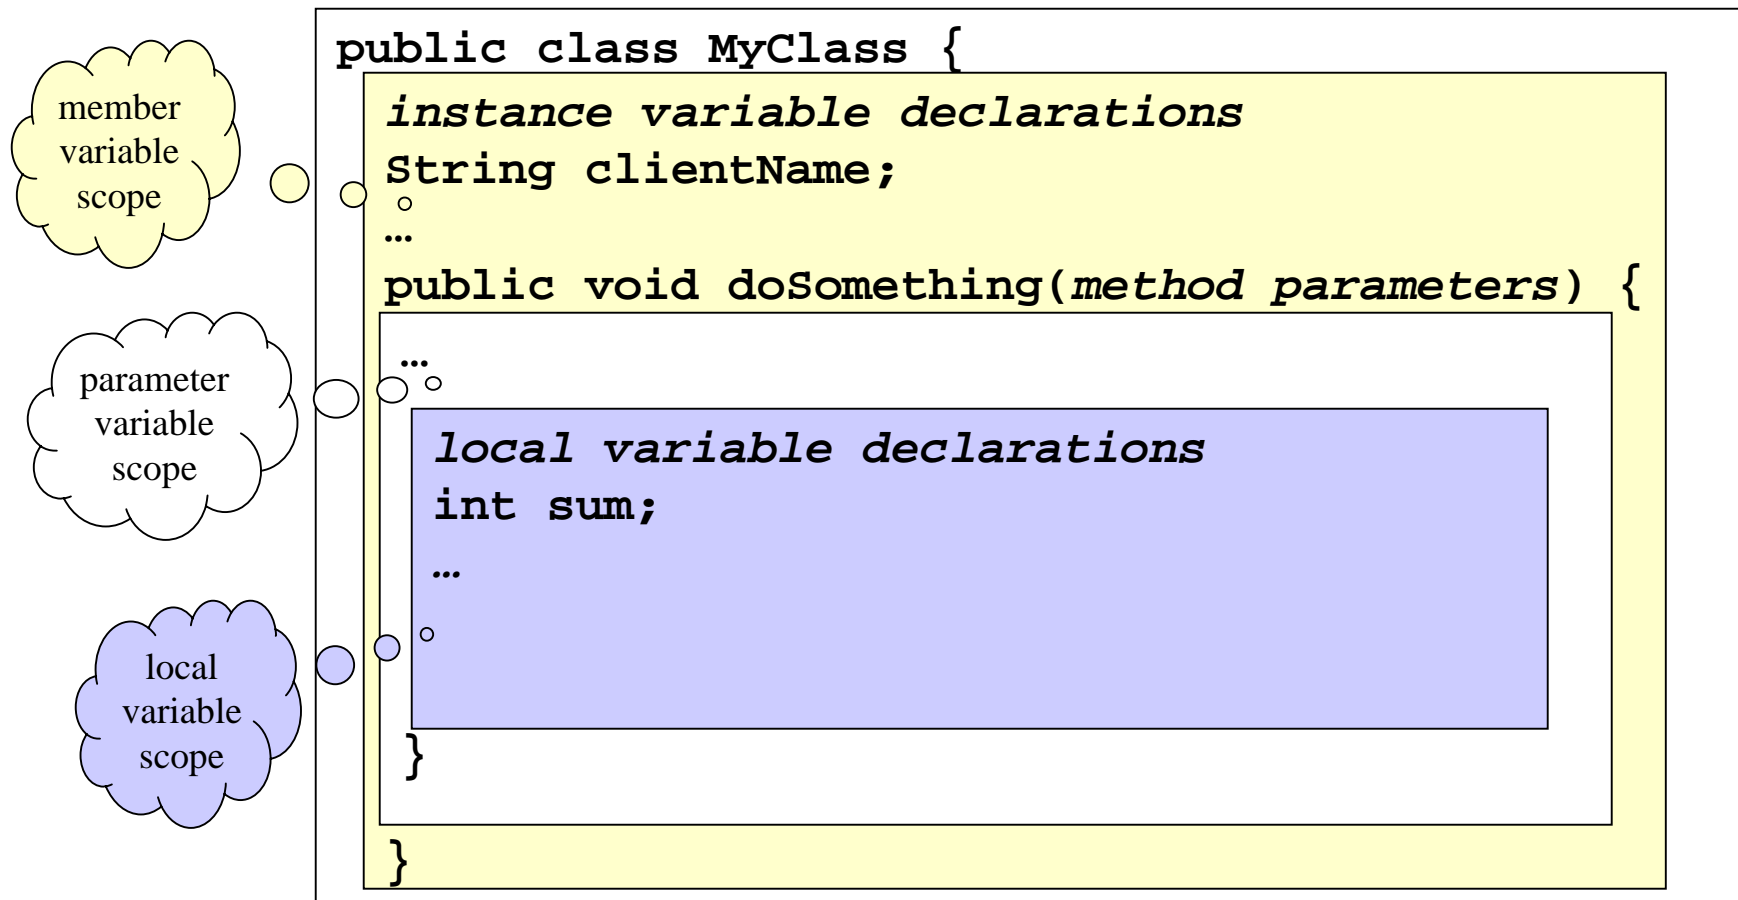 public class MyClass {
member
variable
scope
instance variable declarations
String clientName;
…
public void doSomething(method parameters) {
parameter
variable
scope
…
local variable declarations
int sum;
…
local
variable
scope
}
}